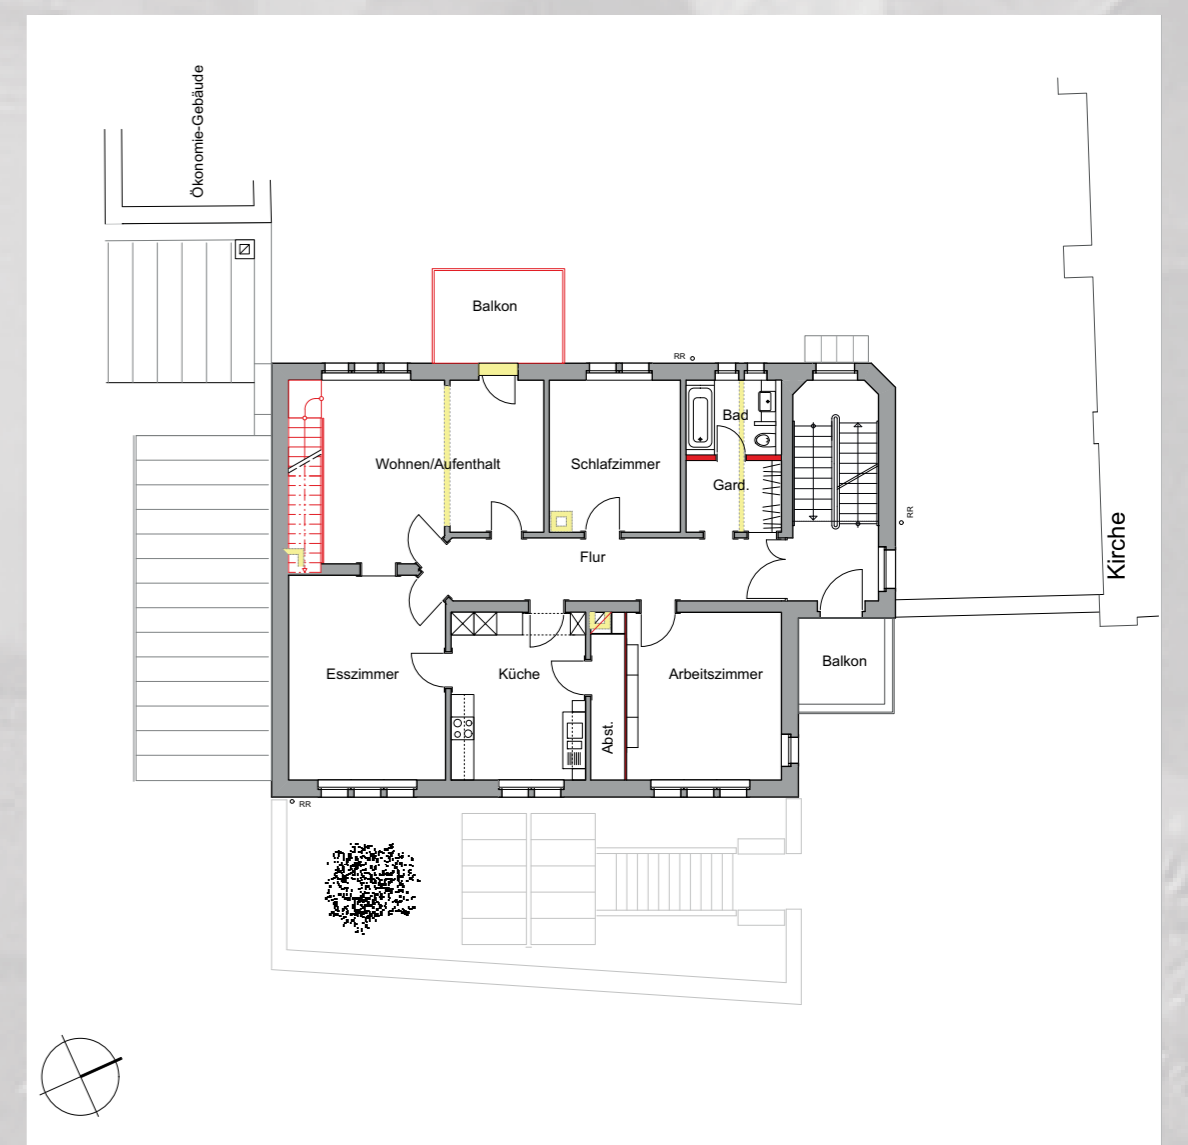 Ökonomie-Gebäude
Balkon
RR
Bad
Wohnen/Aufenthalt
Schlafzimmer
Gard.
RR
Kirche
Flur
Esszimmer
Küche
Abst.
Arbeitszimmer
Balkon
RR